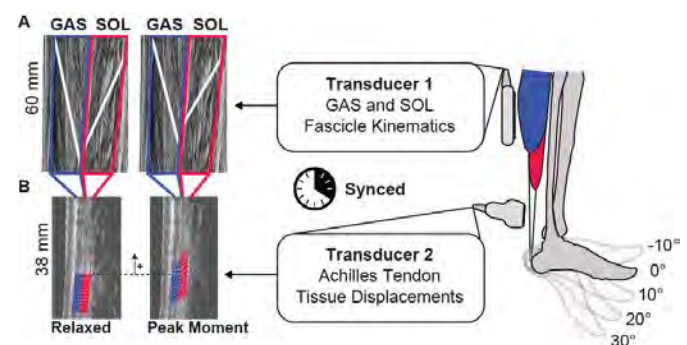 A
GAS SOL
GAS SOL
60 mm
Transducer 1
GAS and SOL
Fascicle Kinematics
B
38 mm
+
Relaxed
Peak Moment
Synced
Transducer 2
Achilles Tendon
Tissue Displacements
-10°
0°
10°
20°
30°